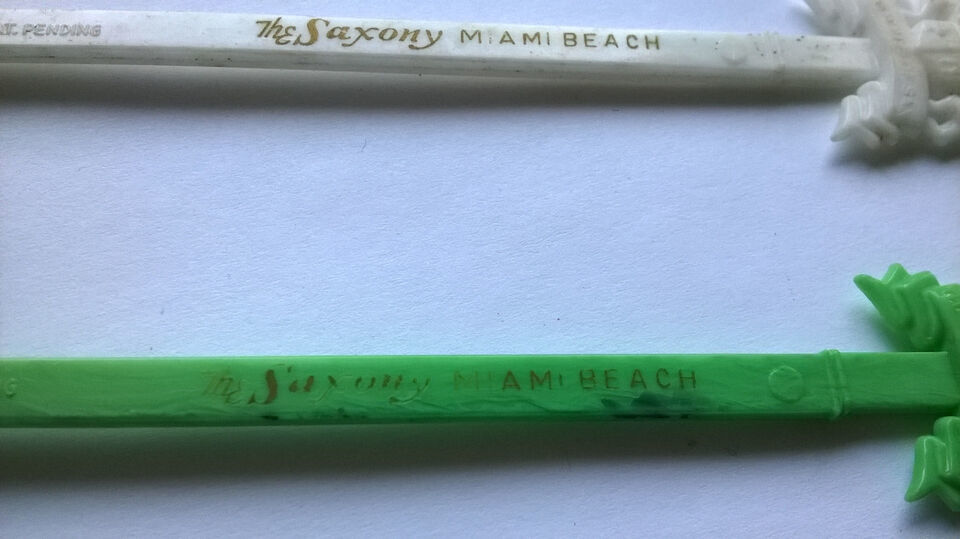 PENDING The Saxony MIAMI BEACH
G The Saxony MIAMI BEACH